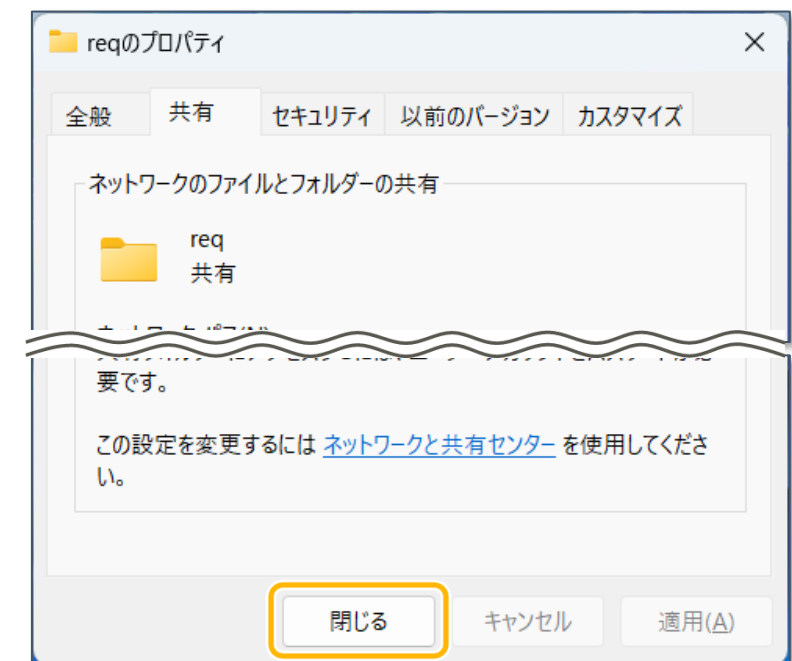 reqのプロパティ
全般 共有 セキュリティ 以前のバージョン カスタマイズ
ネットワークのファイルとフォルダーの共有
req
共有
要です。
この設定を変更するには ネットワークと共有センター を使用してくださ
い。
閉じる キャンセル 適用(A)